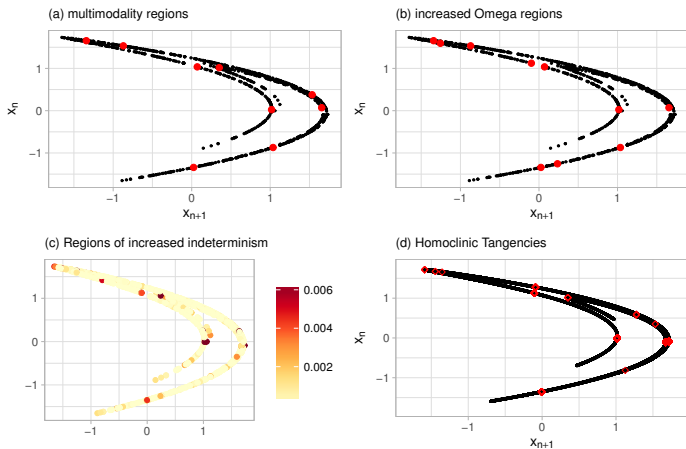 (a) multimodality regions
(b) increased Omega regions
xn
1
0
−1
−1
0
1
xn+1
xn
1
0
−1
−1
0
1
xn+1
(c) Regions of increased indeterminism
(d) Homoclinic Tangencies
1
0
−1
−1
0
1
0.006
0.004
0.002
xn
1
0
−1
−1
0
1
xn+1